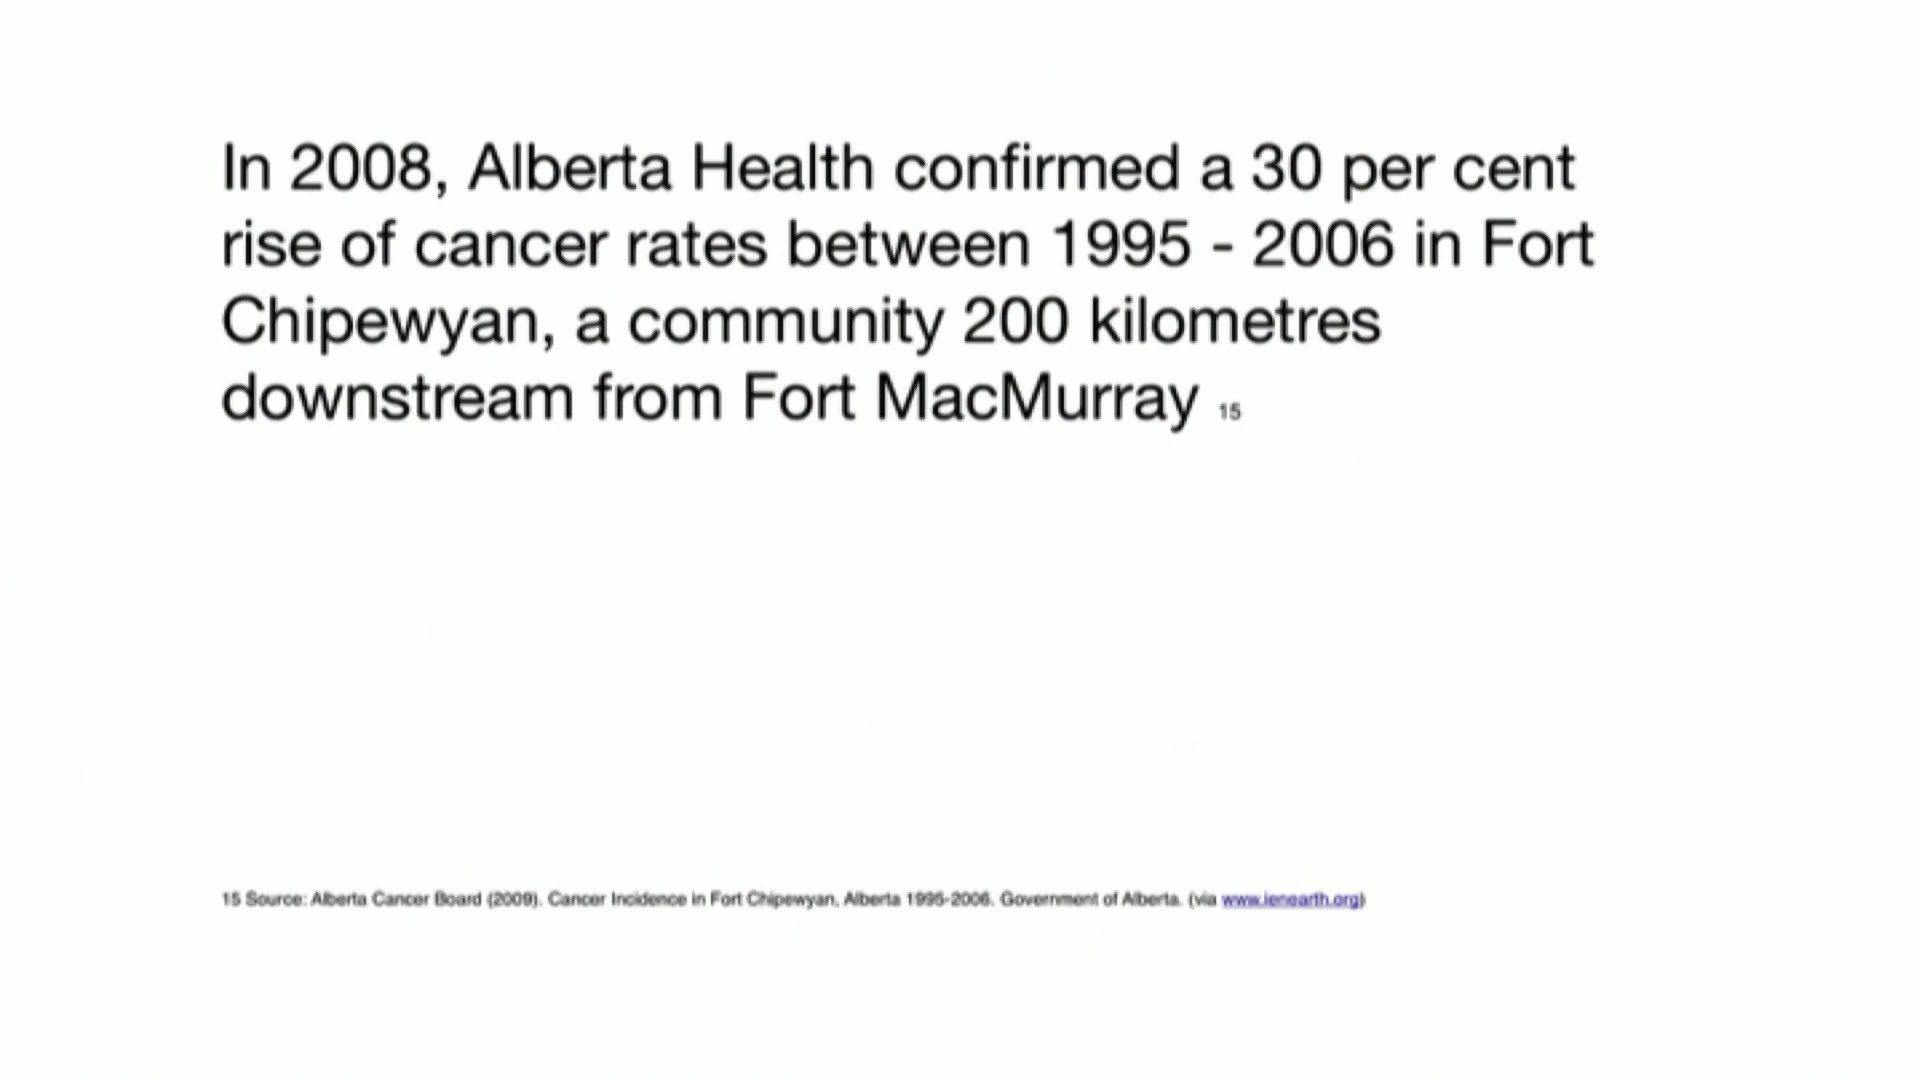 In 2008, Alberta Health confirmed a 30 per cent
rise of cancer rates between 1995 - 2006 in Fort
Chipewyan, a community 200 kilometres
downstream from Fort MacMurray 15
15 Source: Alberta Cancer Board (2009). Cancer Incidence in Fort Chipewyan, Alberta 1995-2006. Government of Alberta. (via www.ienearth.org)